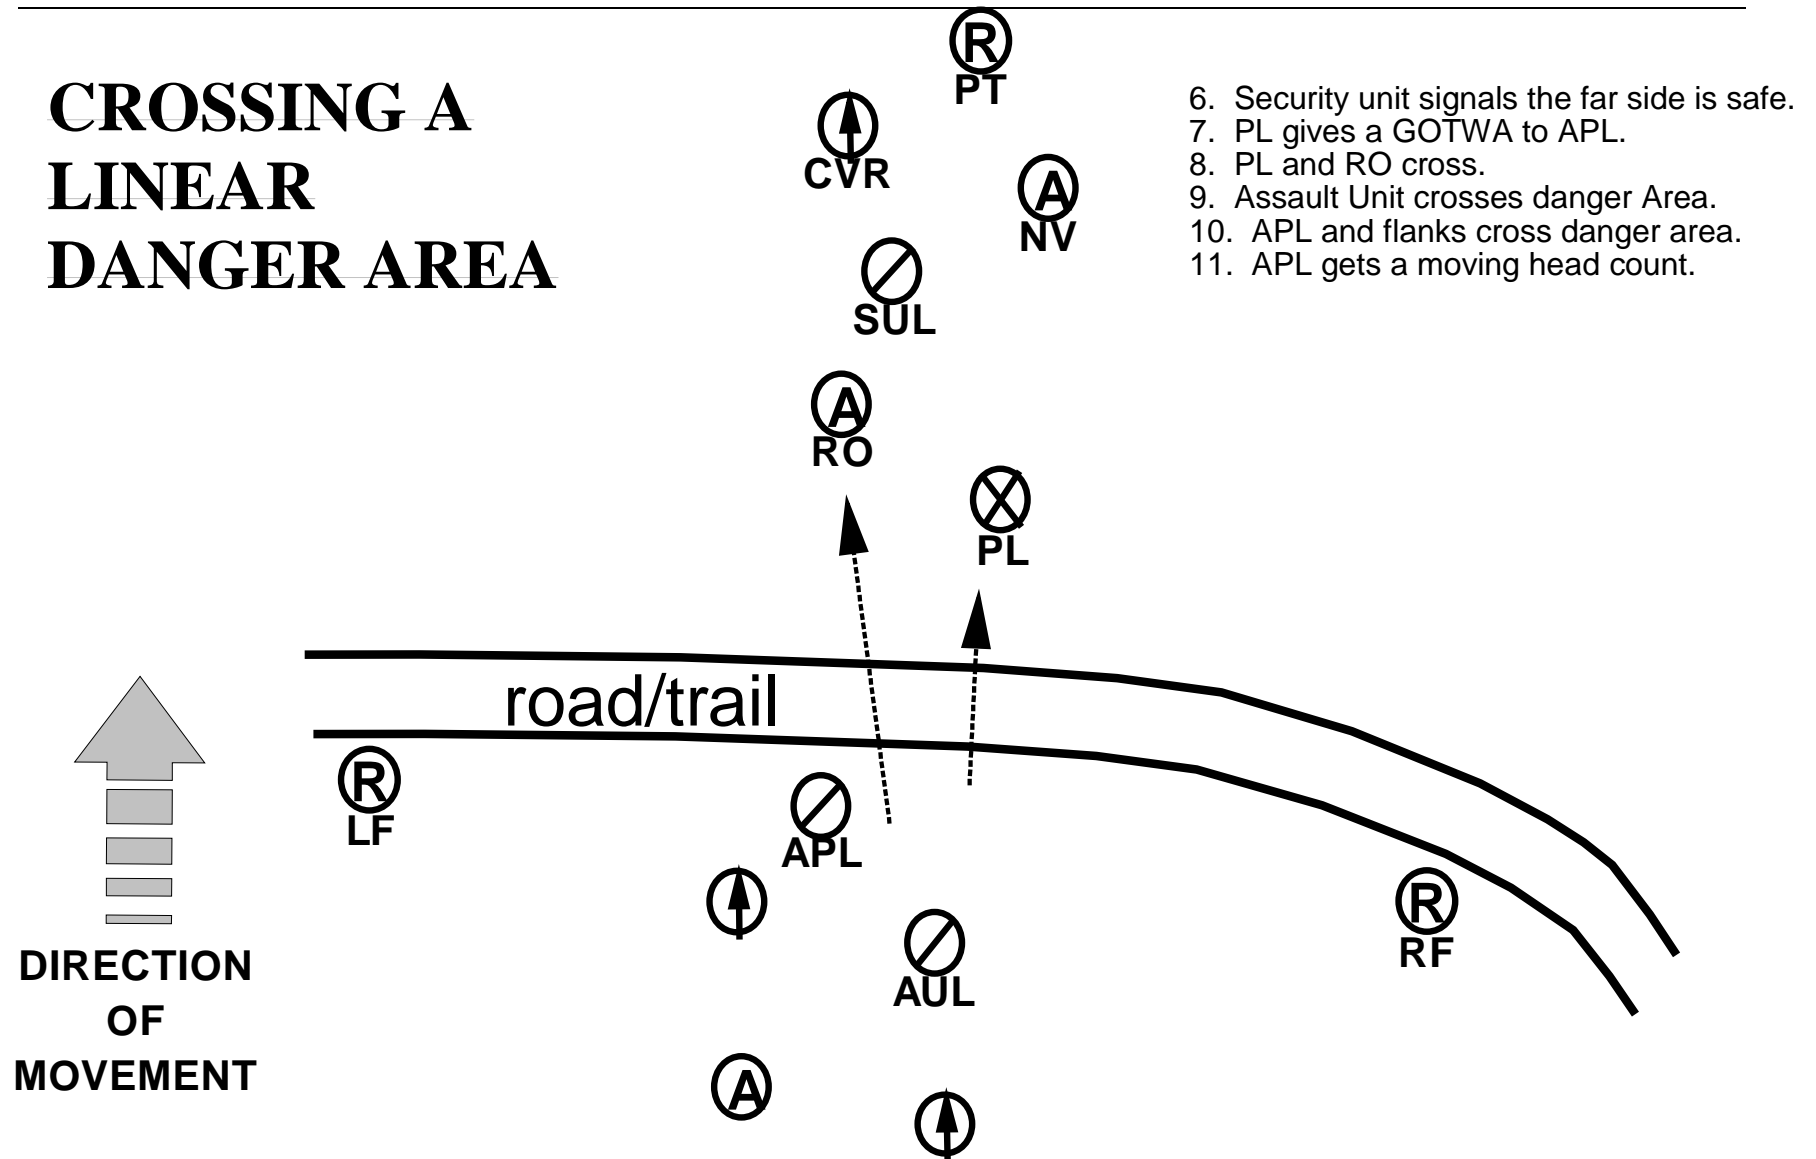 CROSSING A
LINEAR
DANGER AREA
R
PT
CVR
A
NV
SUL
A
RO
X
PL
6. Security unit signals the far side is safe.
7. PL gives a GOTWA to APL.
8. PL and RO cross.
9. Assault Unit crosses danger Area.
10. APL and flanks cross danger area.
11. APL gets a moving head count.
road/trail
R
LF
APL
AUL
R
RF
A
DIRECTION
OF
MOVEMENT